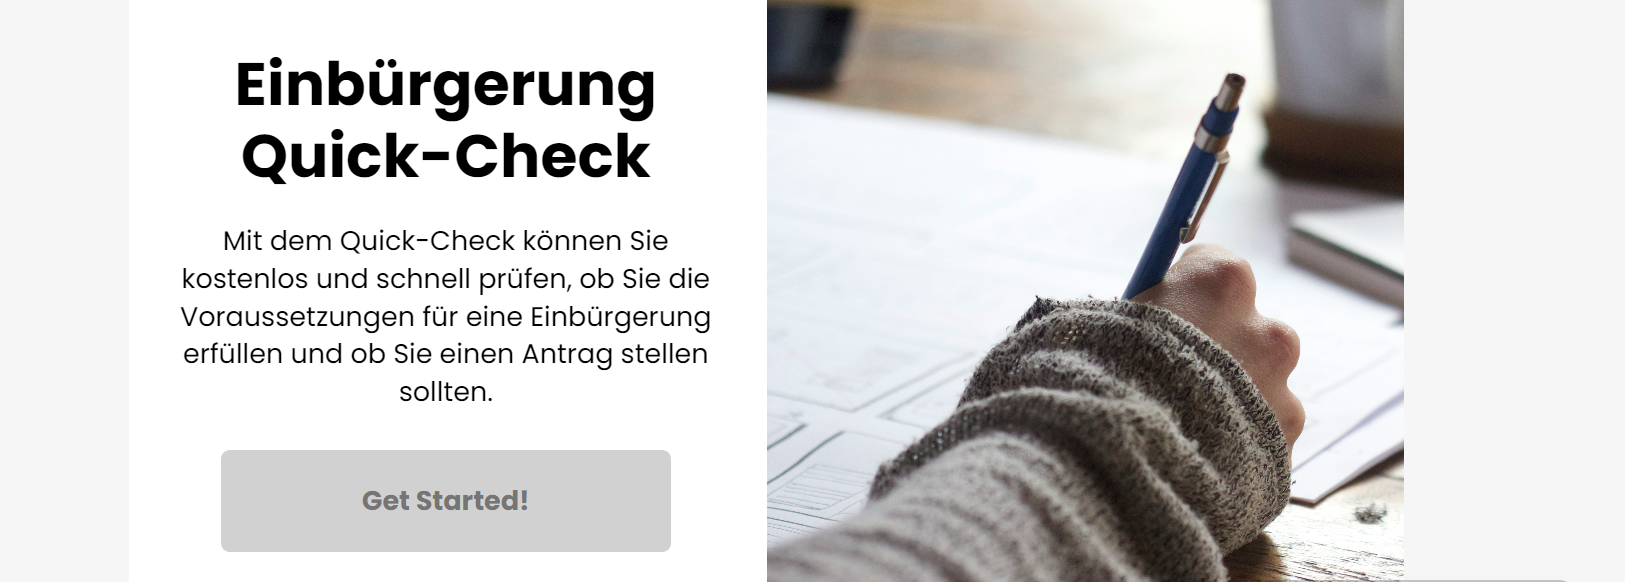 Einbürgerung
Quick-Check
Mit dem Quick-Check können Sie
kostenlos und schnell prüfen, ob Sie die
Voraussetzungen für eine Einbürgerung
erfüllen und ob Sie einen Antrag stellen
sollten.
Get Started!